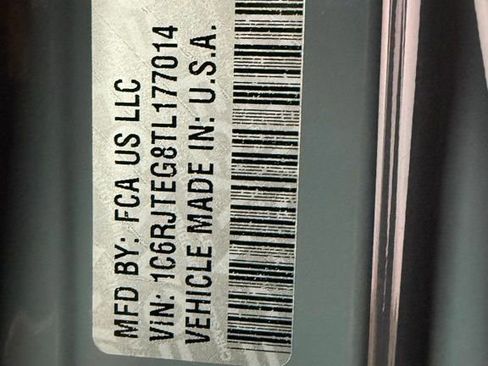 MFD BY: FCA US LLC
VIN: 1C6RJTEG8TL177014
VEHICLE MADE IN: U.S.A.